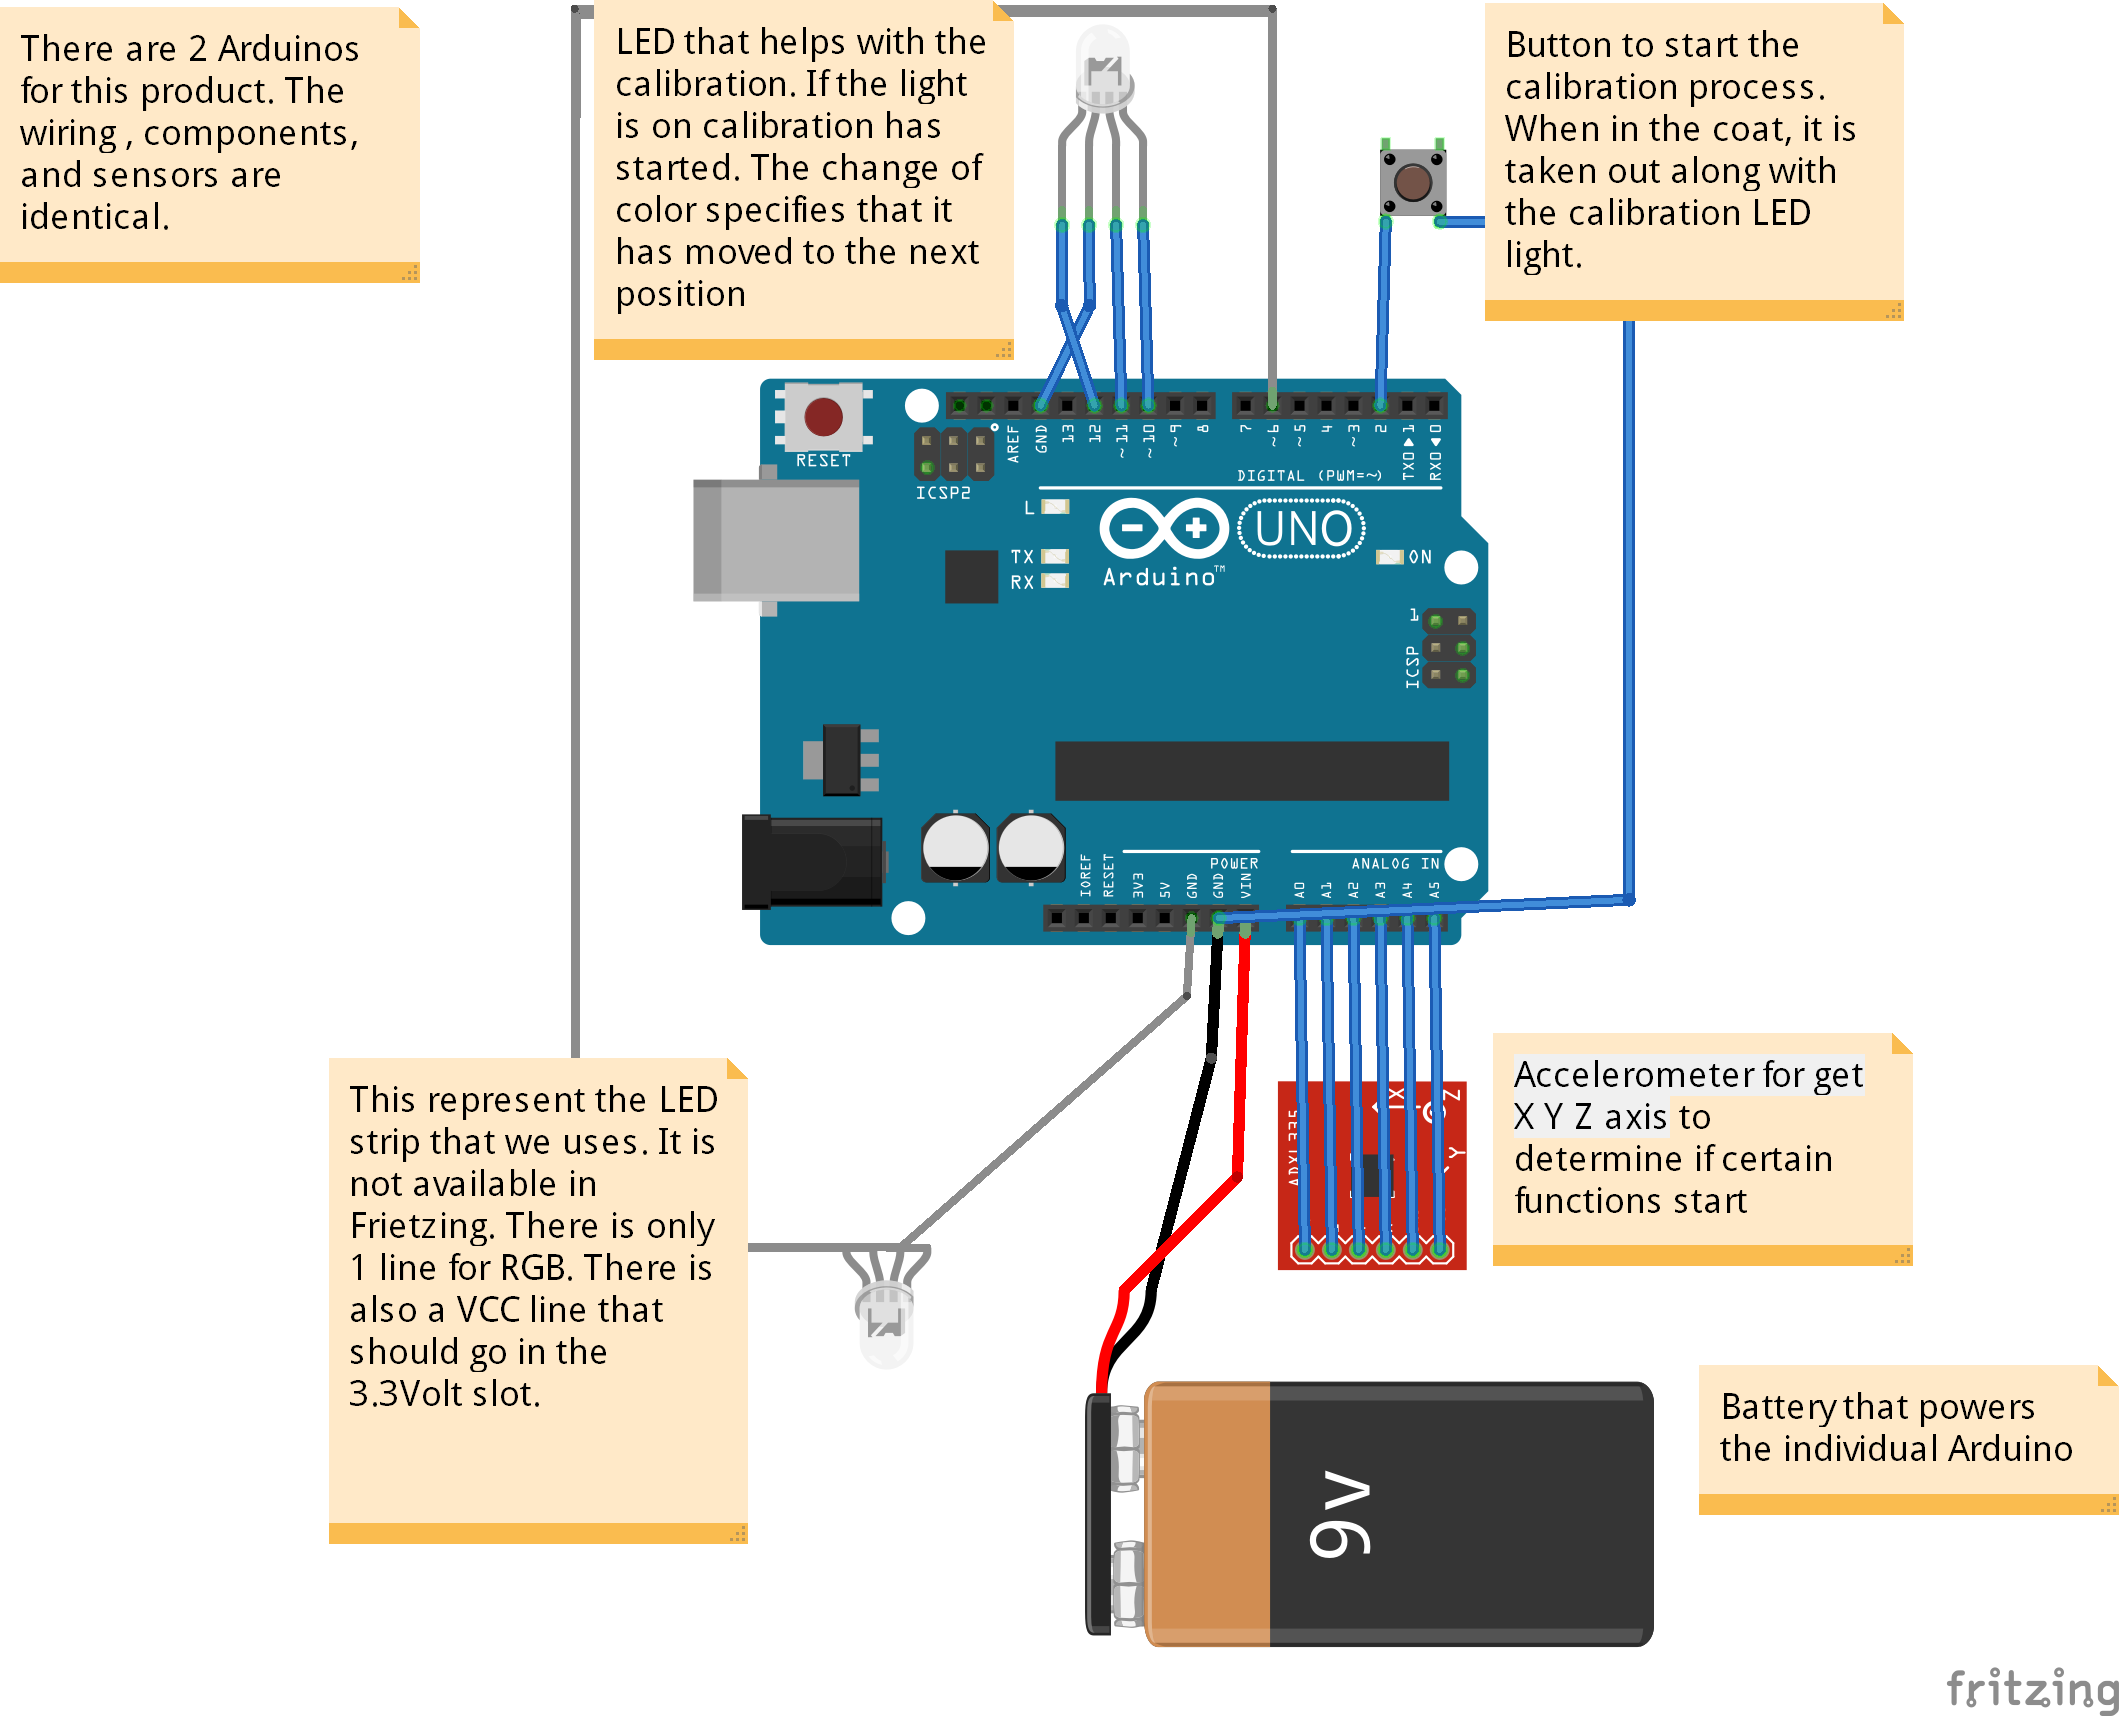 There are 2 Arduinos
for this product. The
wiring , components,
and sensors are
identical.
LED that helps with the
calibration. If the light
is on calibration has
started. The change of
color specifies that it
has moved to the next
position
Button to start the
calibration process.
When in the coat, it is
taken out along with
the calibration LED
light.
RESET
ICSP2
AREF
GND
13
12
~11
~10
~9
8
7
~6
~5
4
~3
2
TX0▶1
RX0◀0
DIGITAL (PWM=~)
L
TX
RX
Arduino™
UNO
ON
1
ICSP
IOREF
RESET
3V3
5V
GND
GND
VIN
POWER
A0
A1
A2
A3
A4
A5
ANALOG IN
X
Y
Z
This represent the LED
strip that we uses. It is
not available in
Frietzing. There is only
1 line for RGB. There is
also a VCC line that
should go in the
3.3Volt slot.
Accelerometer for get
X Y Z axis to
determine if certain
functions start
Battery that powers
the individual Arduino
9v
fritzing